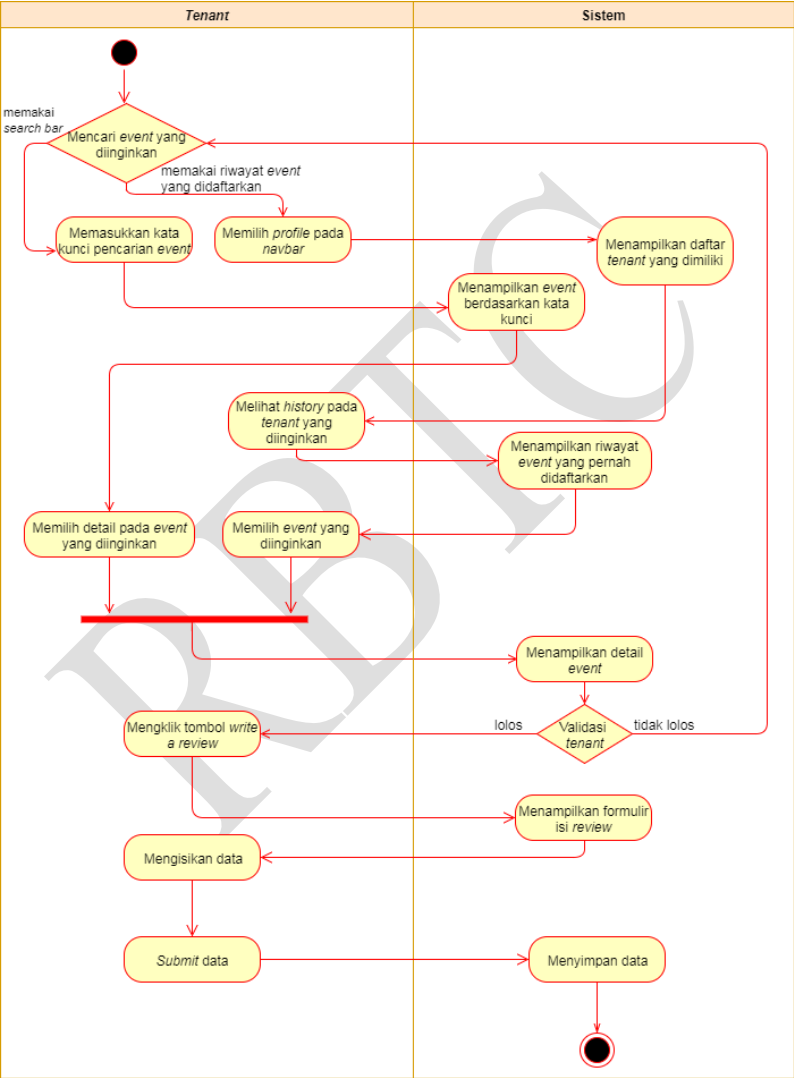 Tenant
Sistem
memakai
search bar
Mencari event yang
diinginkan
memakai riwayat event
yang didaftarkan
Memasukkan kata
kunci pencarian event
Memilih profile pada
navbar
Menampilkan daftar
tenant yang dimiliki
Menampilkan event
berdasarkan kata
kunci
Melihat history pada
tenant yang
diinginkan
Menampilkan riwayat
event yang pernah
didaftarkan
Memilih detail pada event
yang diinginkan
Memilih event yang
diinginkan
Menampilkan detail
event
Mengklik tombol write
a review
lolos
Validasi
tenant
tidak lolos
Menampilkan formulir
isi review
Mengisikan data
Submit data
Menyimpan data
RBTC